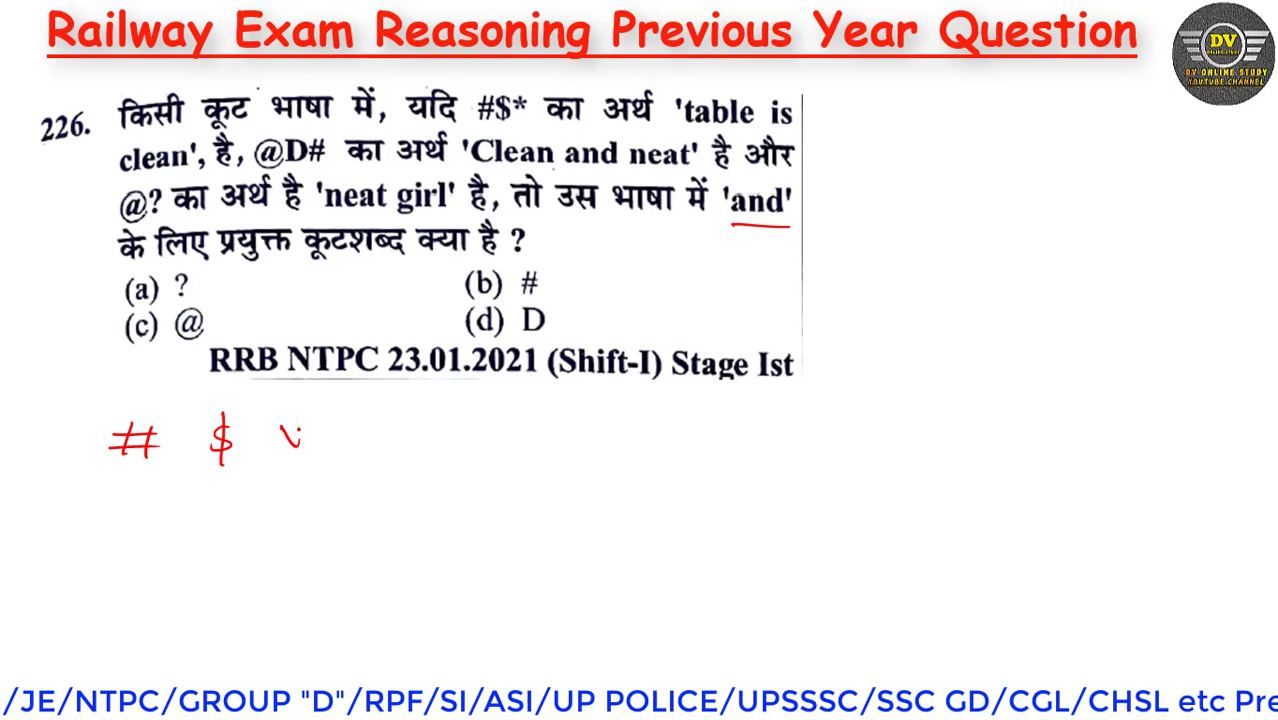 Railway Exam Reasoning Previous Year Question
DV
ONLINE STUDY
DV ONLINE STUDY
YOUTUBE CHANNEL
226. किसी कूट भाषा में, यदि #$* का अर्थ 'table is
clean', है, @D# का अर्थ 'Clean and neat' है और
@? का अर्थ है 'neat girl' है, तो उस भाषा में 'and'
के लिए प्रयुक्त कूटशब्द क्या है ?
(a) ? (b) #
(c) @ (d) D
RRB NTPC 23.01.2021 (Shift-I) Stage Ist
# $
/JE/NTPC/GROUP "D"/RPF/SI/ASI/UP POLICE/UPSSSC/SSC GD/CGL/CHSL etc Pre